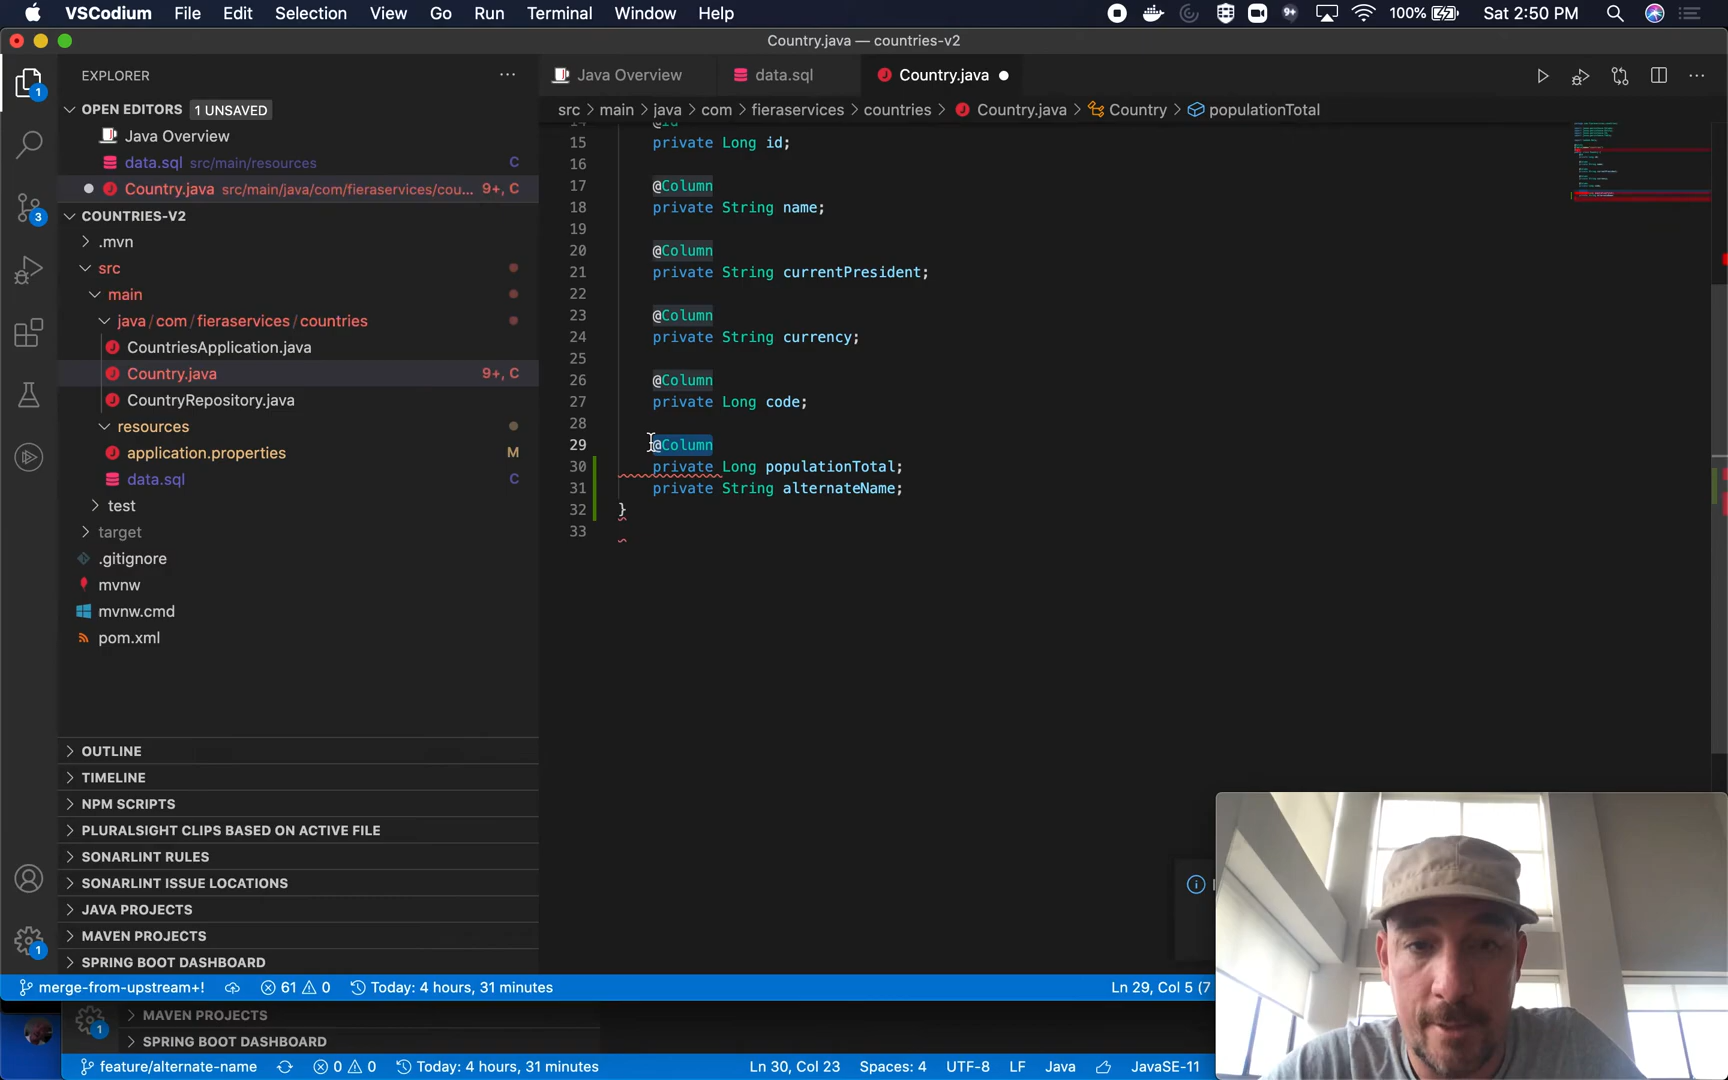 VSCodium File Edit Selection View Go Run Terminal Window Help 9+ 100% Sat 2:50 PM
Country.java — countries-v2
EXPLORER
Java Overview data.sql Country.java
src > main > java > com > fieraservices > countries > Country.java > Country > populationTotal
OPEN EDITORS 1 UNSAVED
Java Overview
data.sql src/main/resources C
Country.java src/main/java/com/fieraservices/cou... 9+, C
COUNTRIES-V2
.mvn
src
main
java / com / fieraservices / countries
CountriesApplication.java
Country.java 9+, C
CountryRepository.java
resources
application.properties M
data.sql C
test
target
.gitignore
mvnw
mvnw.cmd
pom.xml
OUTLINE
TIMELINE
NPM SCRIPTS
PLURALSIGHT CLIPS BASED ON ACTIVE FILE
SONARLINT RULES
SONARLINT ISSUE LOCATIONS
JAVA PROJECTS
MAVEN PROJECTS
SPRING BOOT DASHBOARD
1
3
1
14 @Id
15 private Long id;
16
17 @Column
18 private String name;
19
20 @Column
21 private String currentPresident;
22
23 @Column
24 private String currency;
25
26 @Column
27 private Long code;
28
29 @Column
30 private Long populationTotal;
31 private String alternateName;
32 }
33
merge-from-upstream+! 61 0 Today: 4 hours, 31 minutes Ln 29, Col 5 (7
1
MAVEN PROJECTS
SPRING BOOT DASHBOARD
feature/alternate-name 0 0 Today: 4 hours, 31 minutes Ln 30, Col 23 Spaces: 4 UTF-8 LF Java JavaSE-11